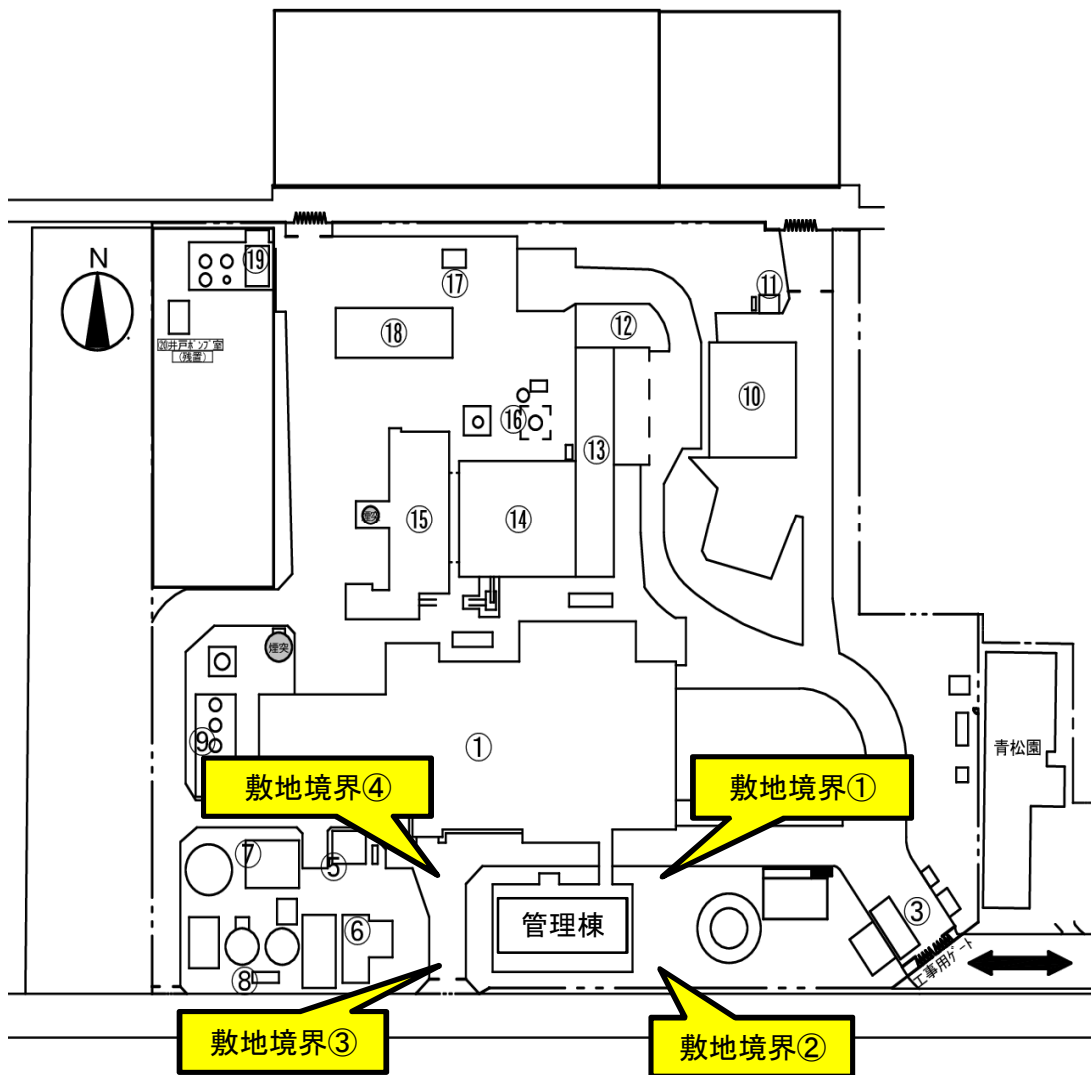 N
⑲
⑰
⑪
⑱
⑫
⑩
⑳井戸ポンプ室
(残置)
⑯
⑬
⑮
⑭
煙突
煙突
①
⑨
青松園
敷地境界④
敷地境界①
⑦
⑤
⑥
管理棟
③
工事用ゲート
⑧
敷地境界③
敷地境界②